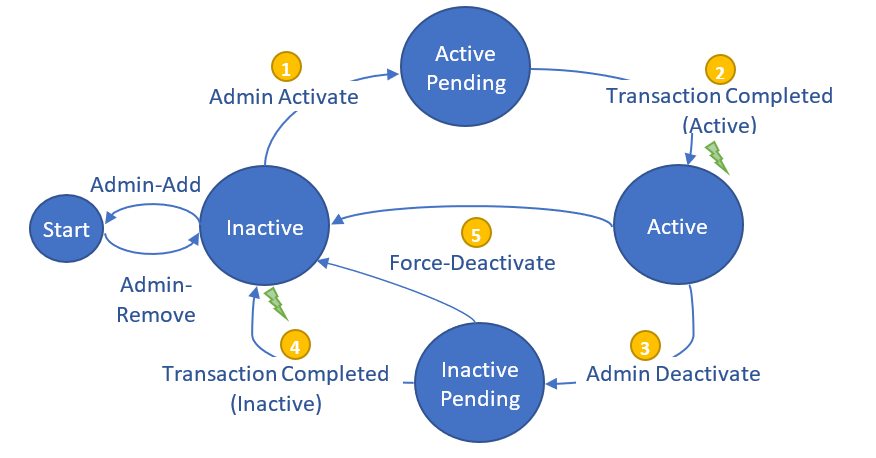 1
Admin Activate
Active
Pending
2
Transaction Completed
(Active)
Admin-Add
Start
Inactive
Active
5
Force-Deactivate
Admin-
Remove
4
Transaction Completed
(Inactive)
Inactive
Pending
3
Admin Deactivate